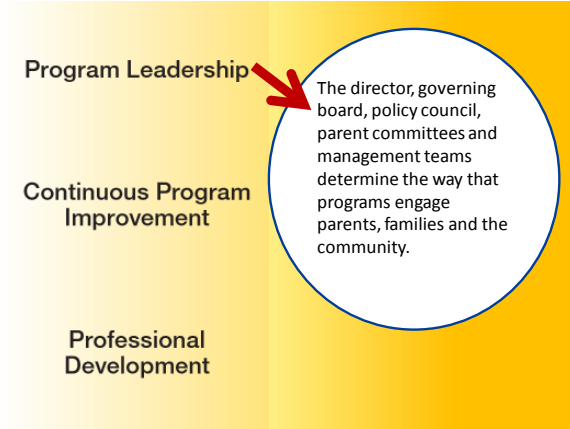 Program Leadership
The director, governing
board, policy council,
parent committees and
management teams
determine the way that
programs engage
parents, families and the
community.
Continuous Program
Improvement
Professional
Development